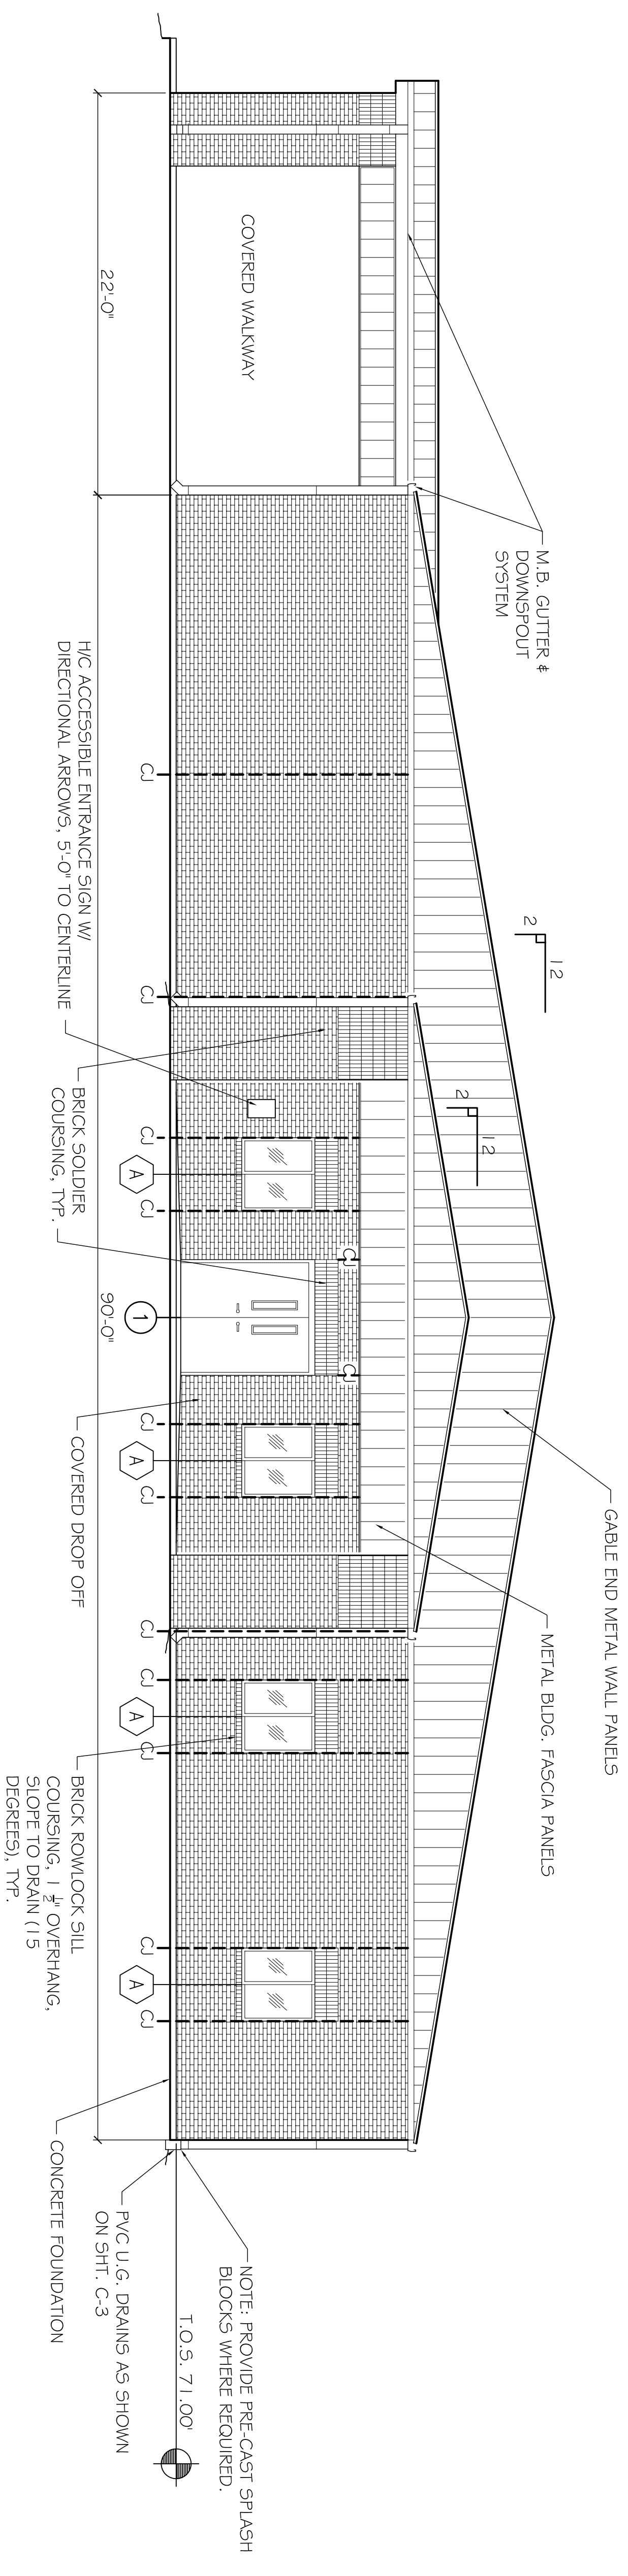 GABLE END METAL WALL PANELS
METAL BLDG. FASCIA PANELS
M.B. GUTTER &
DOWNSPOUT
SYSTEM
12
2
12
2
COVERED WALKWAY
CJ
CJ
NOTE: PROVIDE PRE-CAST SPLASH
BLOCKS WHERE REQUIRED.
T.O.S. 71.00'
CJ
CJ
CJ
CJ
CJ
CJ
CJ
CJ
CJ
CJ
CJ
A
A
A
A
1
22'-0"
90'-0"
H/C ACCESSIBLE ENTRANCE SIGN W/
DIRECTIONAL ARROWS, 5'-0" TO CENTERLINE
BRICK SOLDIER
COURSING, TYP.
COVERED DROP OFF
BRICK ROWLOCK SILL
COURSING, 1 1/2" OVERHANG,
SLOPE TO DRAIN (15
DEGREES), TYP.
PVC U.G. DRAINS AS SHOWN
ON SHT. C-3
CONCRETE FOUNDATION